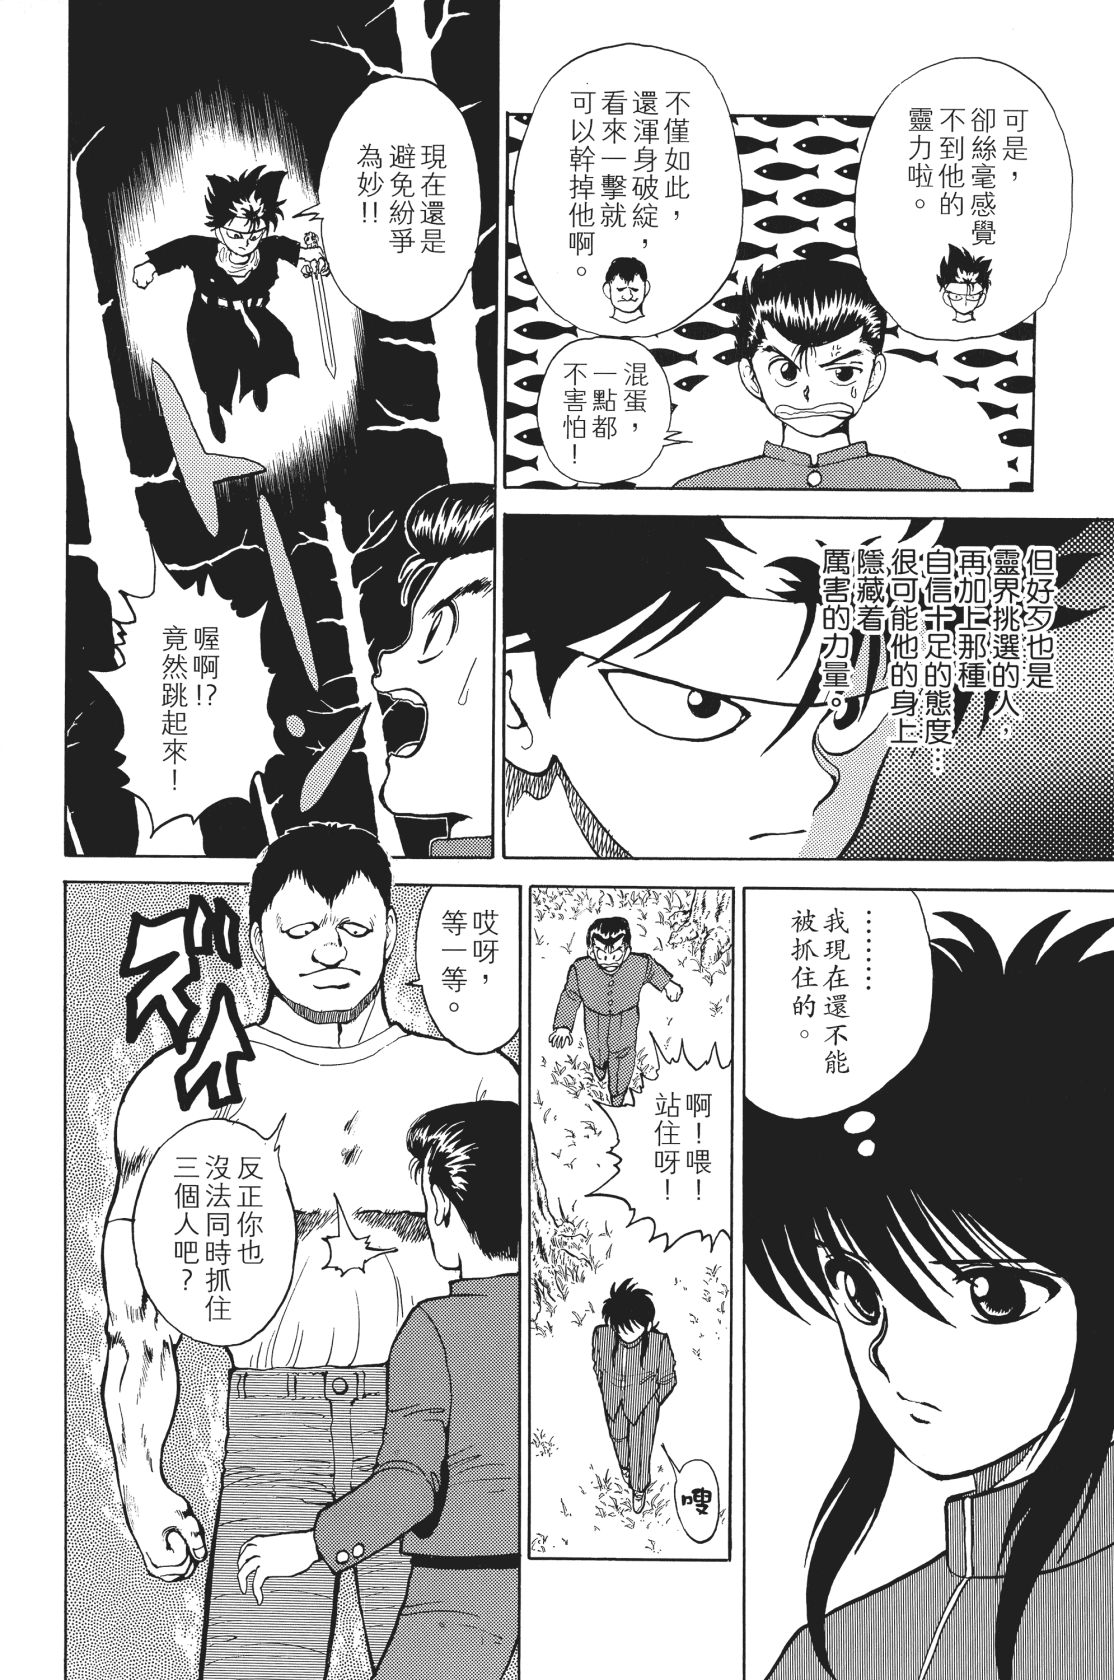 可是，
卻絲毫感覺
不到他的
靈力啦。
不僅如此，
還渾身破綻，
看來一擊就
可以幹掉他啊。
混蛋，
一點都
不害怕！
但好歹也是
靈界挑選的人，
再加上那種
自信十足的態度…
很可能他的身上
隱藏着
厲害的力量。
現在還是
避免紛爭
為妙!!
喔啊!?
竟然跳起來！
………
我現在還不能
被抓住的。
啊！喂！
站住呀！
嗖
哎呀，
等一等。
ズイ
反正你也
沒法同時抓住
三個人吧？